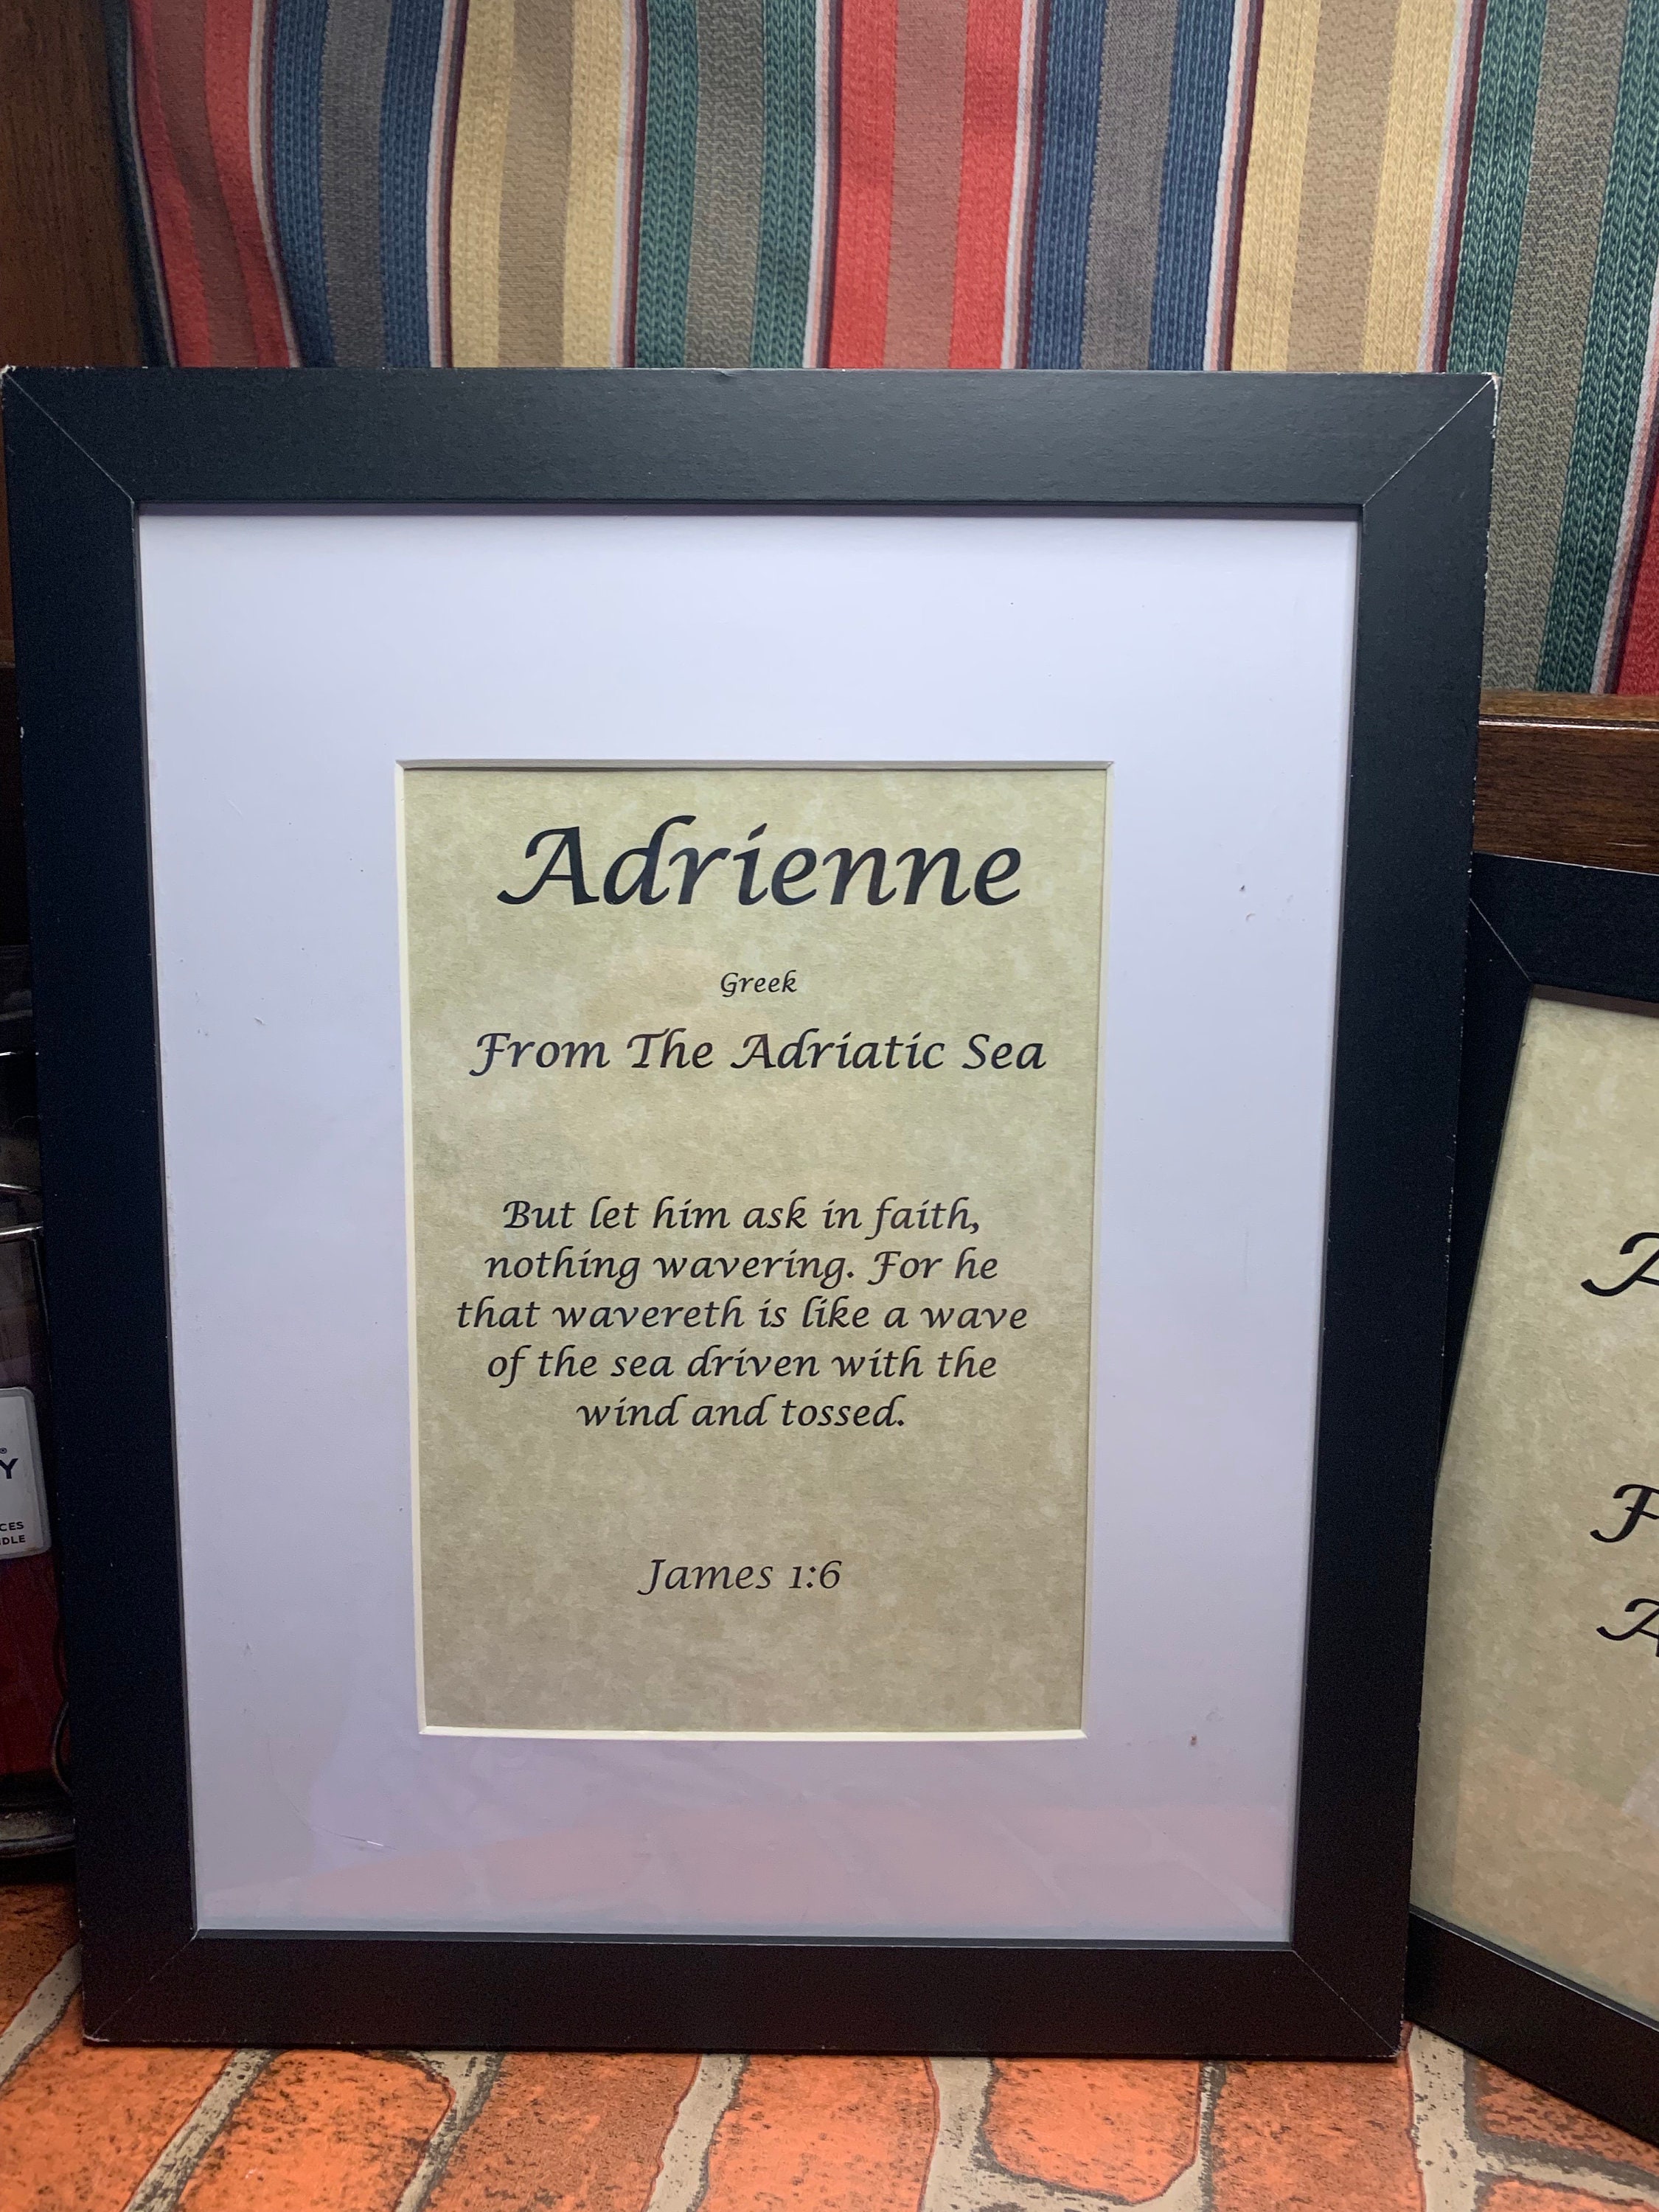 Adrienne
Greek
From The Adriatic Sea
But let him ask in faith,
nothing wavering. For he
that wavereth is like a wave
of the sea driven with the
wind and tossed.
James 1:6